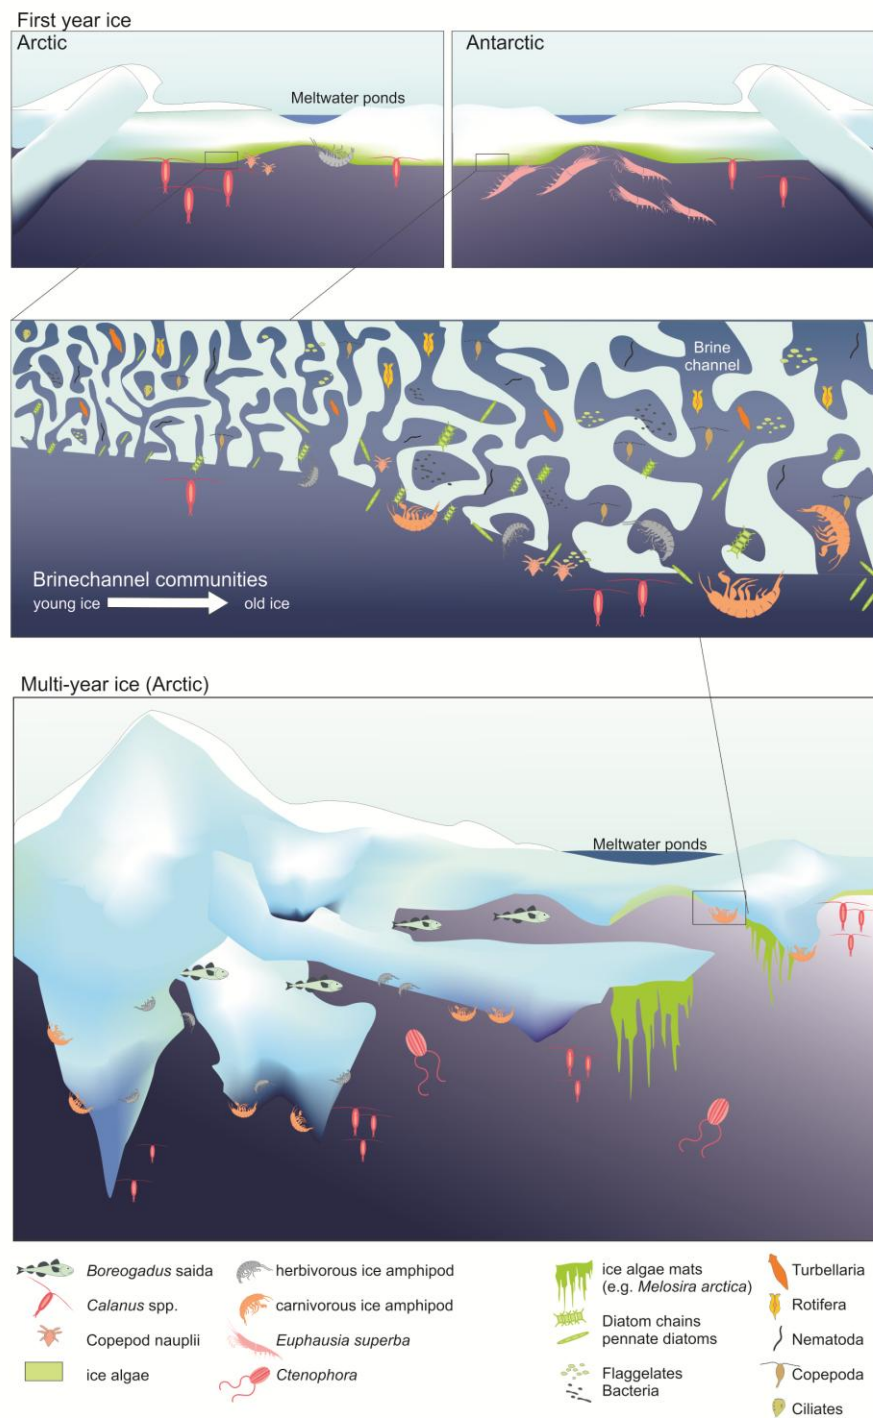 First year ice
Arctic
Antarctic
Meltwater ponds
Brine
channel
Brinechannel communities
young ice
old ice
Multi-year ice (Arctic)
Meltwater ponds
Boreogadus saida
Calanus spp.
Copepod nauplii
ice algae
herbivorous ice amphipod
carnivorous ice amphipod
Euphausia superba
Ctenophora
ice algae mats
(e.g. Melosira arctica)
Diatom chains
pennate diatoms
Flaggelates
Bacteria
Turbellaria
Rotifera
Nematoda
Copepoda
Ciliates